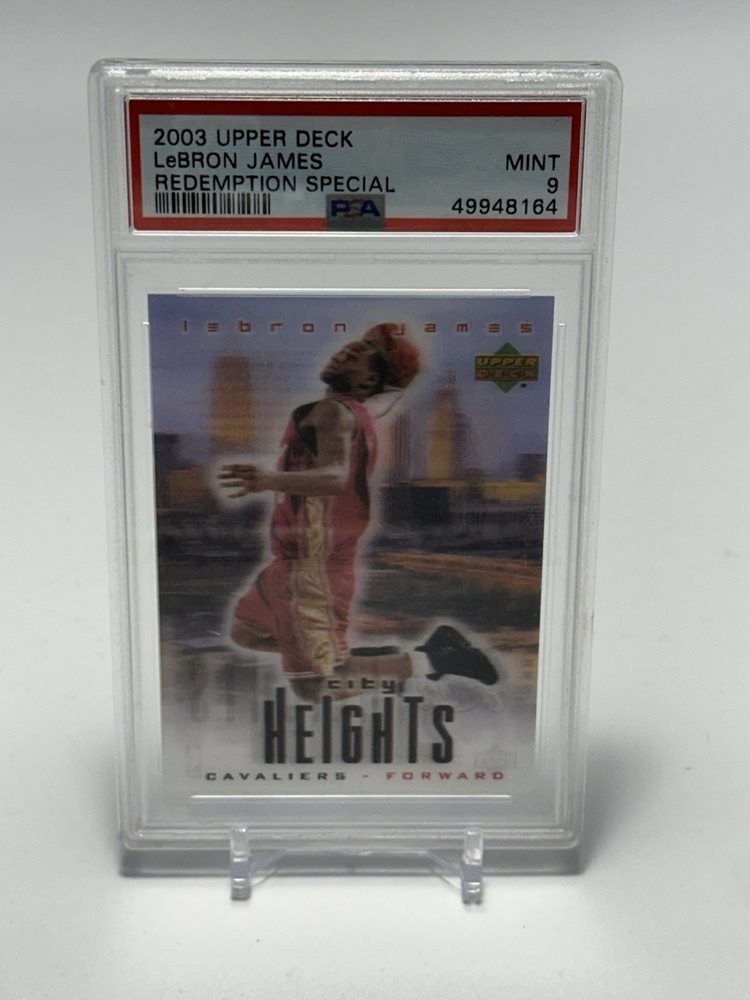 2003 UPPER DECK
LeBRON JAMES MINT
REDEMPTION SPECIAL 9
PSA 49948164
lebron james
UPPER
DECK
city
HEIGHTS
CAVALIERS - FORWARD